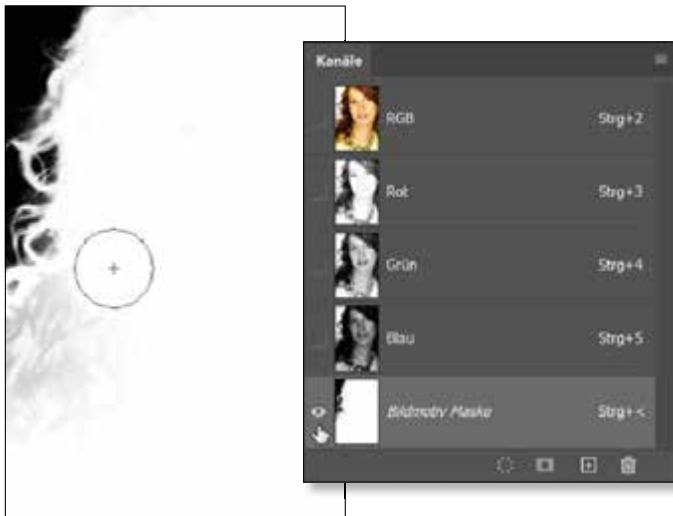 Kanäle
RGB Strg+2
Rot Strg+3
Grün Strg+4
Blau Strg+5
Bildmotiv Maske Strg+<